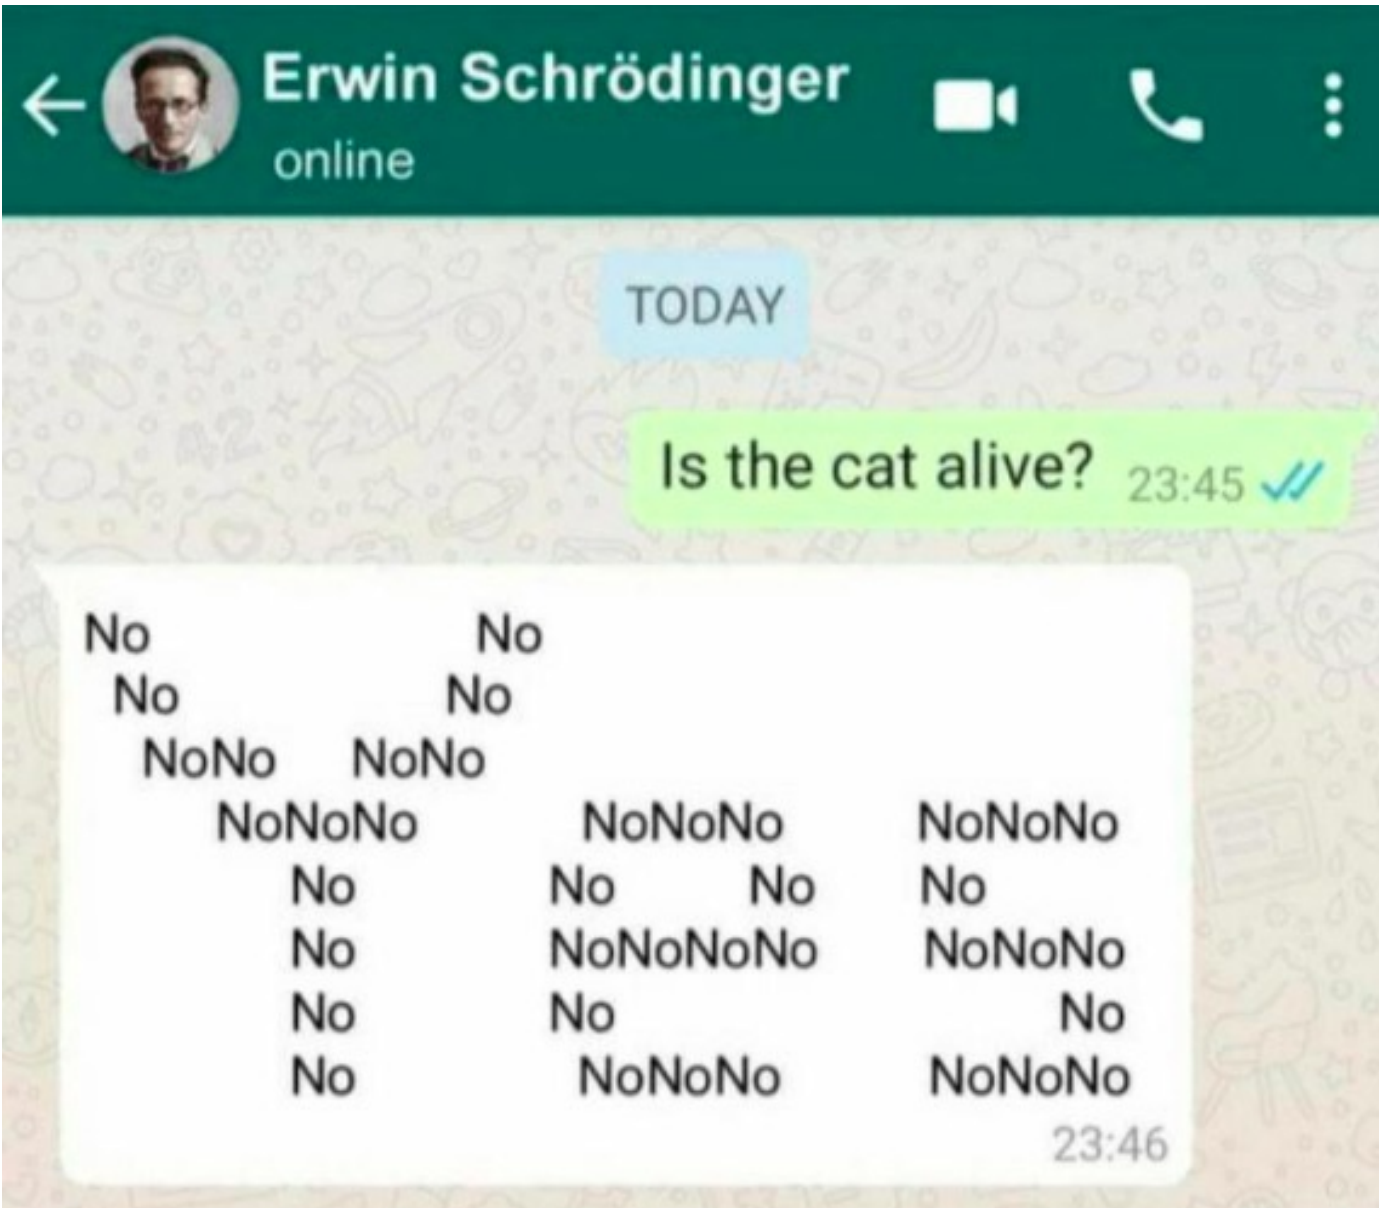 Erwin Schrödinger
online
TODAY
Is the cat alive? 23:45
No No
No No
NoNo NoNo
NoNoNo NoNoNo NoNoNo
No No No No
No NoNoNoNo NoNoNo
No No No
No NoNoNo NoNoNo
23:46